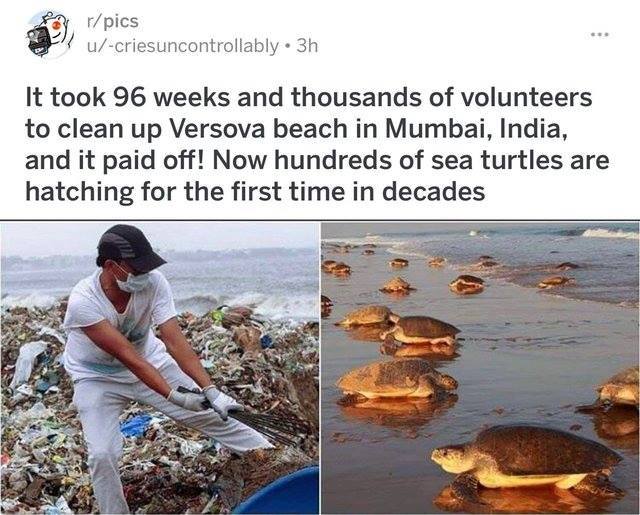 r/pics
u/-criesuncontrollably • 3h
It took 96 weeks and thousands of volunteers
to clean up Versova beach in Mumbai, India,
and it paid off! Now hundreds of sea turtles are
hatching for the first time in decades